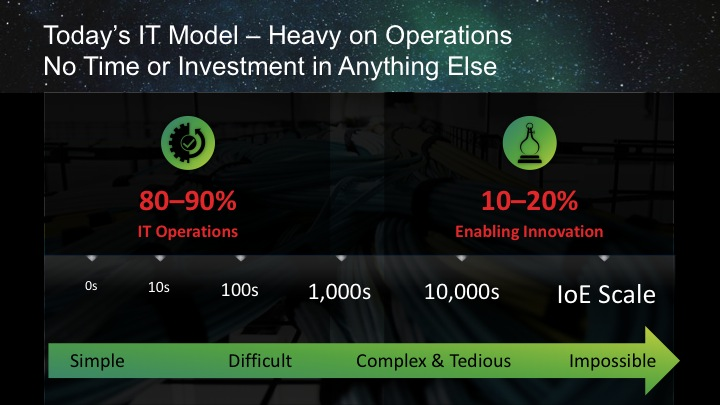 Today’s IT Model – Heavy on Operations
No Time or Investment in Anything Else
80–90%
IT Operations
10–20%
Enabling Innovation
0s 10s 100s 1,000s 10,000s IoE Scale
Simple Difficult Complex & Tedious Impossible